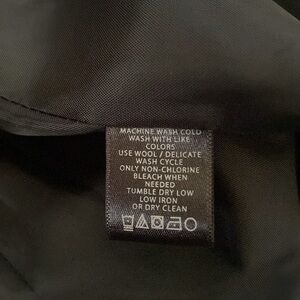 MACHINE WASH COLD
WASH WITH LIKE
COLORS
USE WOOL / DELICATE
WASH CYCLE
ONLY NON-CHLORINE
BLEACH WHEN
NEEDED
TUMBLE DRY LOW
LOW IRON
OR DRY CLEAN